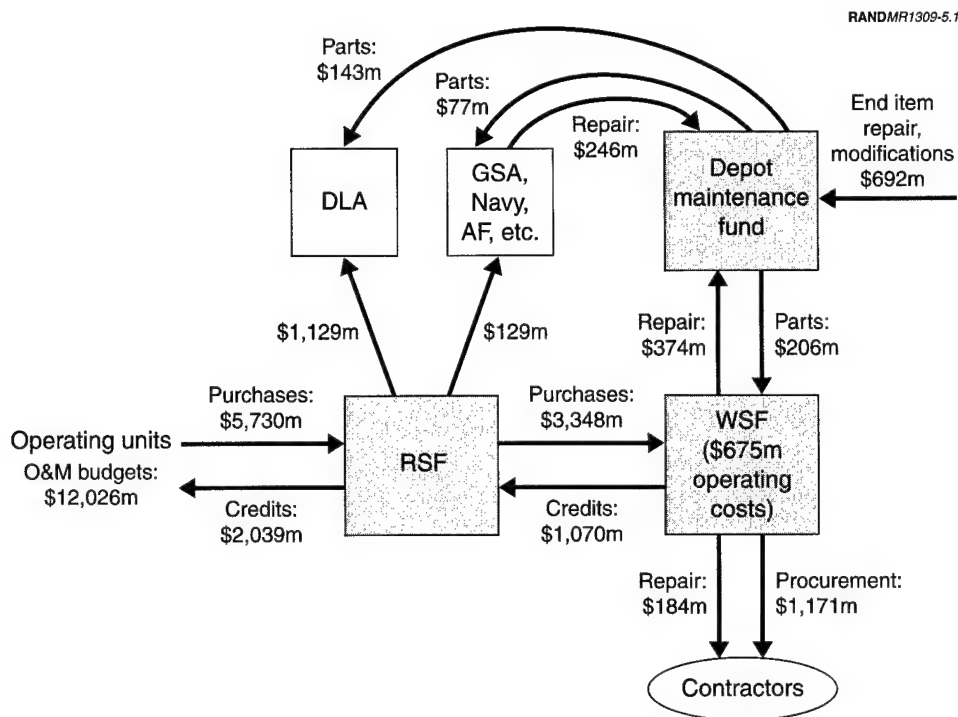 RANDMR1309-5.1
Parts:
$143m
Parts:
$77m
Repair:
$246m
End item
repair,
modifications
$692m
DLA
GSA,
Navy,
AF, etc.
Depot
maintenance
fund
$1,129m
$129m
Repair:
$374m
Parts:
$206m
Operating units
O&M budgets:
$12,026m
Purchases:
$5,730m
Credits:
$2,039m
RSF
Purchases:
$3,348m
Credits:
$1,070m
WSF
($675m
operating
costs)
Repair:
$184m
Procurement:
$1,171m
Contractors